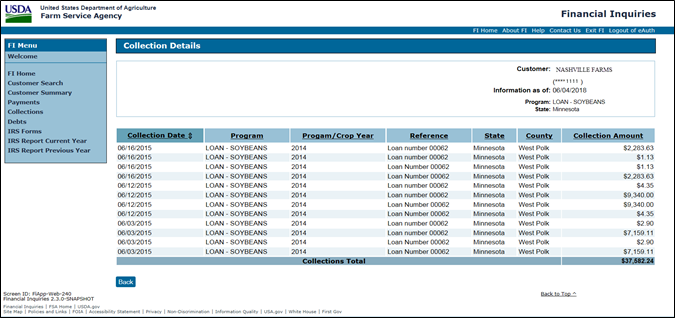 USDA United States Department of Agriculture
Farm Service Agency
Financial Inquiries
FI Home About FI Help Contact Us Exit FI Logout of eAuth
FI Menu
Welcome
FI Home
Customer Search
Customer Summary
Payments
Collections
Debts
IRS Forms
IRS Report Current Year
IRS Report Previous Year
Collection Details
Customer: NASHVILLE FARMS
(**** ! ! ! ! )
Information as of: 06/04/2018
Program: LOAN - SOYBEANS
State: Minnesota
Collection Date Program Progam/Crop Year Reference State County Collection Amount
06/16/2015 LOAN - SOYBEANS 2014 Loan number 00062 Minnesota West Polk $2,283.63
06/16/2015 LOAN - SOYBEANS 2014 Loan number 00062 Minnesota West Polk $1.13
06/16/2015 LOAN - SOYBEANS 2014 Loan number 00062 Minnesota West Polk $1.13
06/16/2015 LOAN - SOYBEANS 2014 Loan number 00062 Minnesota West Polk $2,283.63
06/12/2015 LOAN - SOYBEANS 2014 Loan number 00062 Minnesota West Polk $4.35
06/12/2015 LOAN - SOYBEANS 2014 Loan number 00062 Minnesota West Polk $9,340.00
06/12/2015 LOAN - SOYBEANS 2014 Loan number 00062 Minnesota West Polk $9,340.00
06/12/2015 LOAN - SOYBEANS 2014 Loan number 00062 Minnesota West Polk $4.35
06/03/2015 LOAN - SOYBEANS 2014 Loan number 00062 Minnesota West Polk $2.90
06/03/2015 LOAN - SOYBEANS 2014 Loan number 00062 Minnesota West Polk $7,159.11
06/03/2015 LOAN - SOYBEANS 2014 Loan number 00062 Minnesota West Polk $2.90
06/03/2015 LOAN - SOYBEANS 2014 Loan number 00062 Minnesota West Polk $7,159.11
Collections Total $37,582.24
Back
Screen ID: FIApp-Web-240
Financial Inquiries 2.3.0-SNAPSHOT
Back to Top ^
Financial Inquiries | FSA Home | USDA.gov
Site Map | Policies and Links | FOIA | Accessibility Statement | Privacy | Non-Discrimination | Information Quality | USA.gov | White House | First Gov